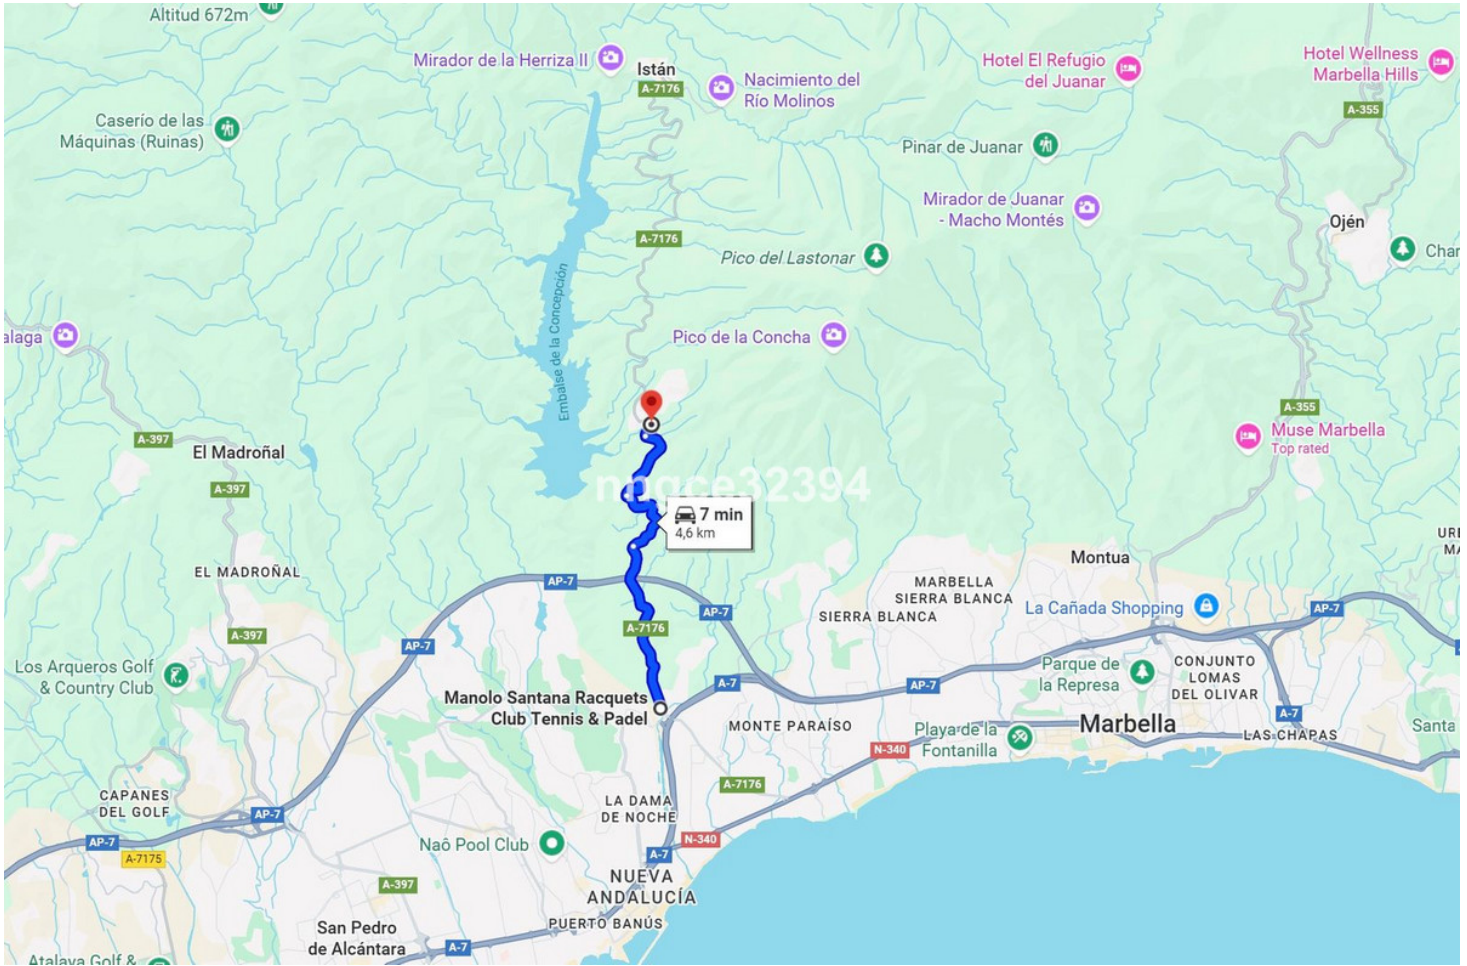 Altitud 672m
Mirador de la Herriza II
Istán
A-7176
Nacimiento del
Río Molinos
Hotel El Refugio
del Juanar
Hotel Wellness
Marbella Hills
A-355
Caserío de las
Máquinas (Ruinas)
Pinar de Juanar
Mirador de Juanar
- Macho Montés
Ojén
A-7176
Pico del Lastonar
Char
Embalse de la Concepción
alaga
Pico de la Concha
A-397
El Madroñal
A-397
A-355
Muse Marbella
Top rated
7 min
4,6 km
EL MADROÑAL
AP-7
AP-7
MARBELLA
SIERRA BLANCA
SIERRA BLANCA
Montua
URB
MA
La Cañada Shopping
AP-7
A-397
AP-7
A-7176
Los Arqueros Golf
& Country Club
Manolo Santana Racquets
Club Tennis & Padel
A-7
AP-7
Parque de
la Represa
CONJUNTO
LOMAS
DEL OLIVAR
MONTE PARAÍSO
Playa de la
Fontanilla
Marbella
A-7
LAS CHAPAS
Santa
N-340
A-7176
CAPANES
DEL GOLF
AP-7
LA DAMA
DE NOCHE
AP-7
A-7175
Naô Pool Club
N-340
A-7
A-397
NUEVA
ANDALUCÍA
PUERTO BANÚS
San Pedro
de Alcántara
A-7
Atalaya Golf &